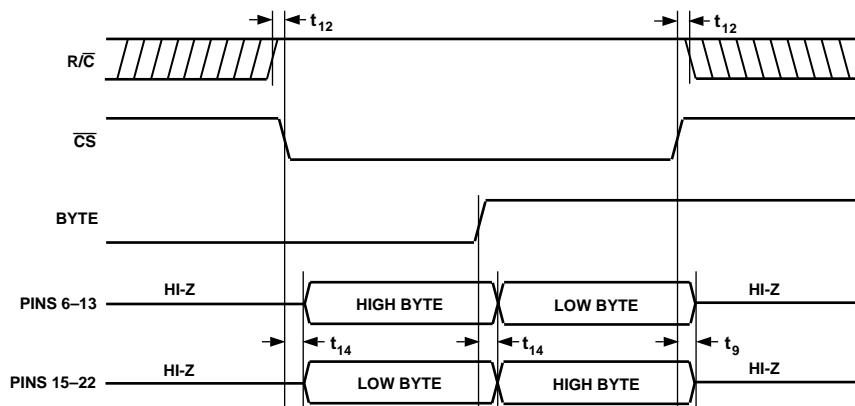 t12 t12
R/C̅
C̅S̅
BYTE
HI-Z HI-Z
PINS 6–13 HIGH BYTE LOW BYTE
t14 t14 t9
HI-Z HI-Z
PINS 15–22 LOW BYTE HIGH BYTE